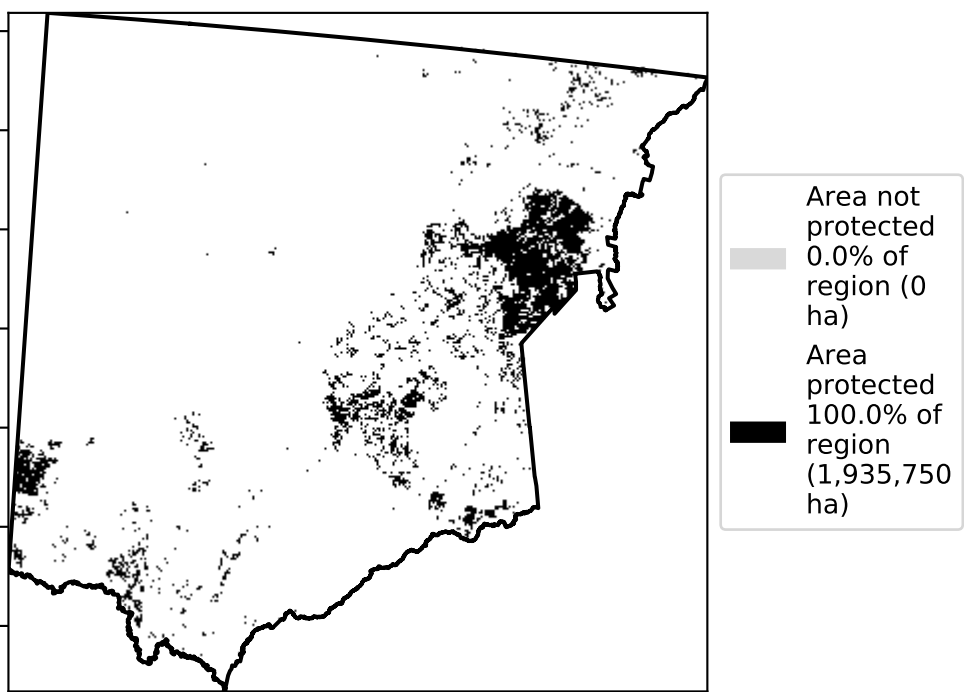 Area not
protected
0.0% of
region (0
ha)
Area
protected
100.0% of
region
(1,935,750
ha)